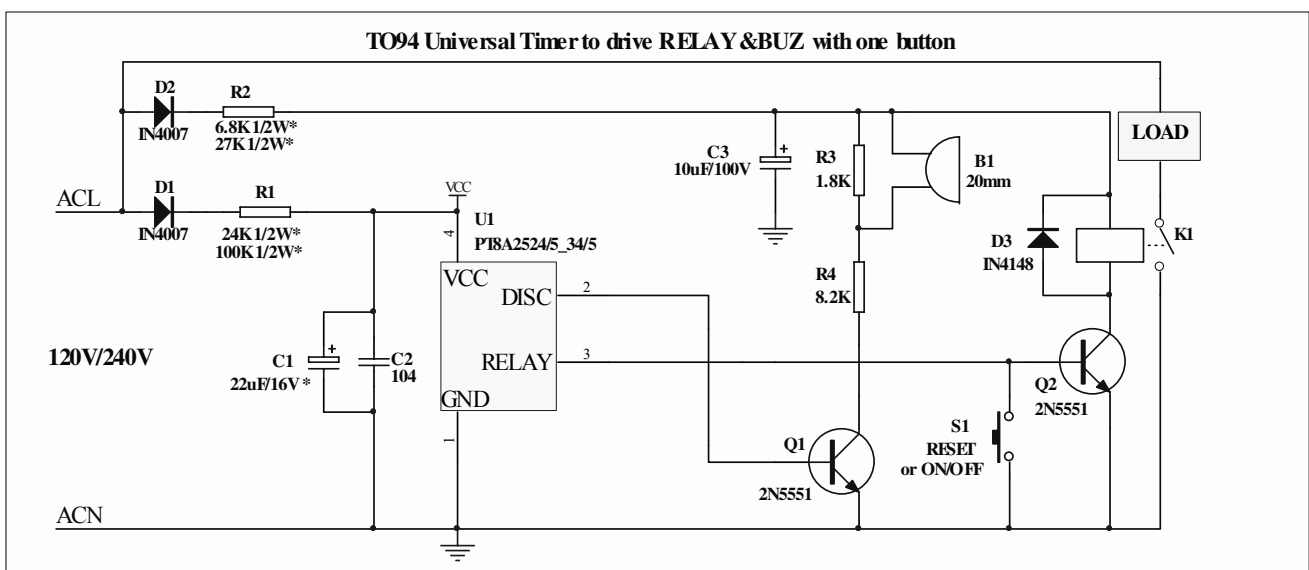 TO94 Universal Timer to drive RELAY&BUZ with one button
D2
IN4007
R2
6.8K1/2W*
27K1/2W*
ACL
D1
IN4007
R1
24K1/2W*
100K1/2W*
VCC
4
U1
PT8A2524/5_34/5
VCC
DISC
2
RELAY
3
GND
1
120V/240V
C1
+
22uF/16V *
C2
104
C3
+
10uF/100V
R3
1.8K
B1
20mm
R4
8.2K
D3
IN4148
LOAD
K1
Q1
2N5551
Q2
2N5551
S1
RESET
or ON/OFF
ACN